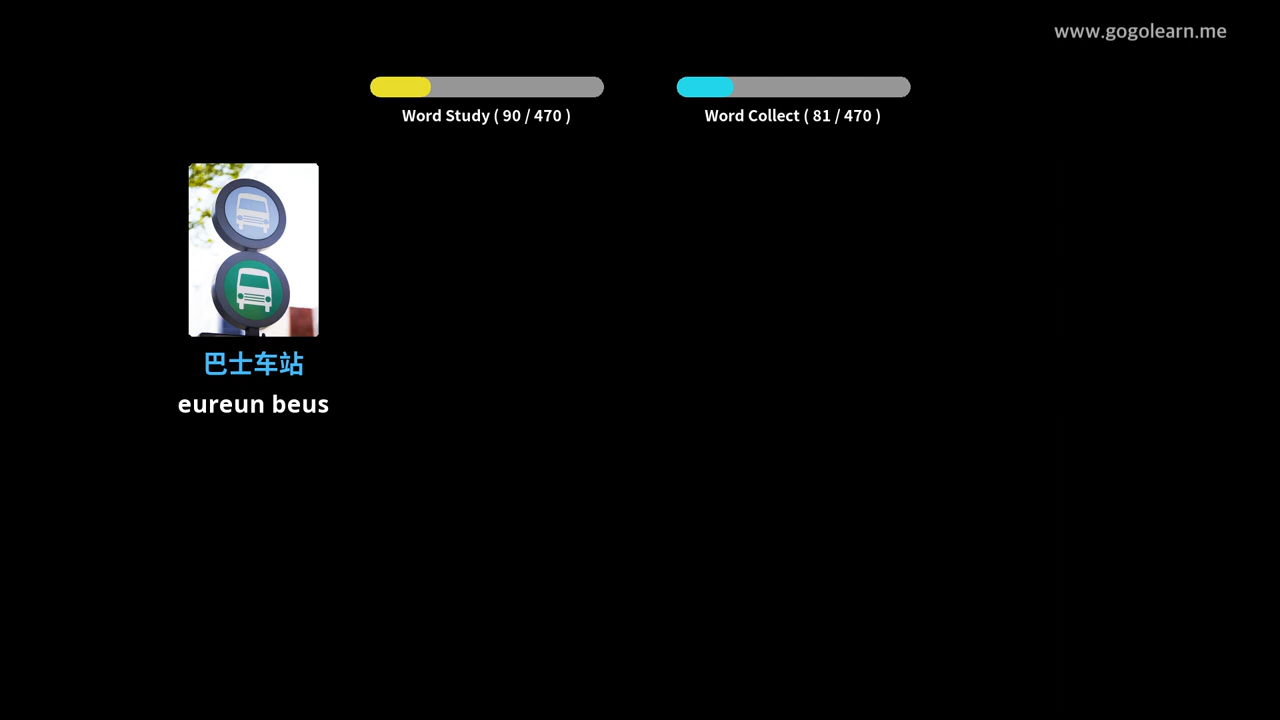 www.gogolearn.me
Word Study ( 90 / 470 )
Word Collect ( 81 / 470 )
巴士车站
eureun beus